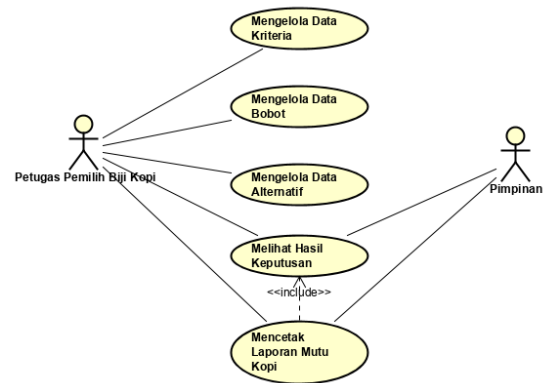 Mengelola Data
Kriteria
Mengelola Data
Bobot
Petugas Pemilih Biji Kopi
Mengelola Data
Alternatif
Pimpinan
Melihat Hasil
Keputusan
<<include>>
Mencetak
Laporan Mutu
Kopi